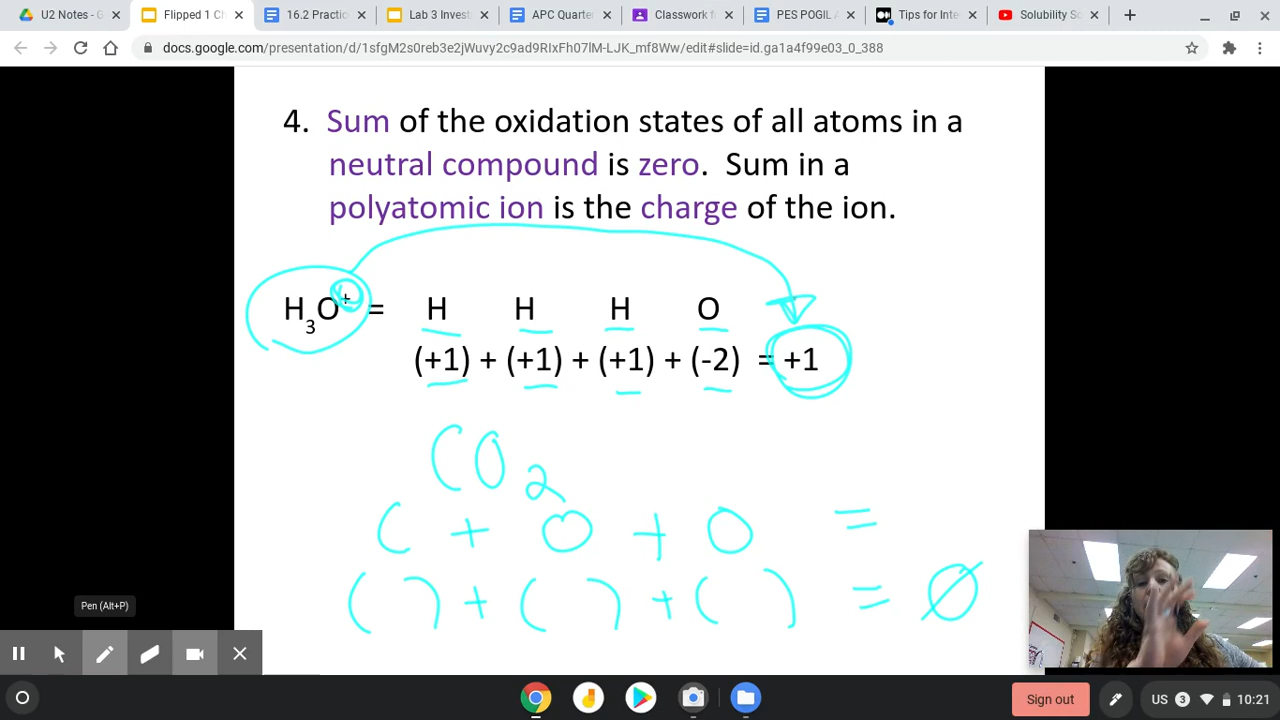 U2 Notes - G
Flipped 1 Ch
16.2 Practic
Lab 3 Invest
APC Quarter
Classwork f
PES POGIL A
Tips for Inte
Solubility So
docs.google.com/presentation/d/1sfgM2s0reb3e2jWuvy2c9ad9RIxFh07lM-LJK_mf8Ww/edit#slide=id.ga1a4f99e03_0_388
4. Sum of the oxidation states of all atoms in a
neutral compound is zero. Sum in a
polyatomic ion is the charge of the ion.
H₃O⁺ = H H H O
(+1) + (+1) + (+1) + (-2) = +1
CO₂
C + O + O =
( ) + ( ) + ( ) = Ø
Pen (Alt+P)
Sign out
US 3 10:21